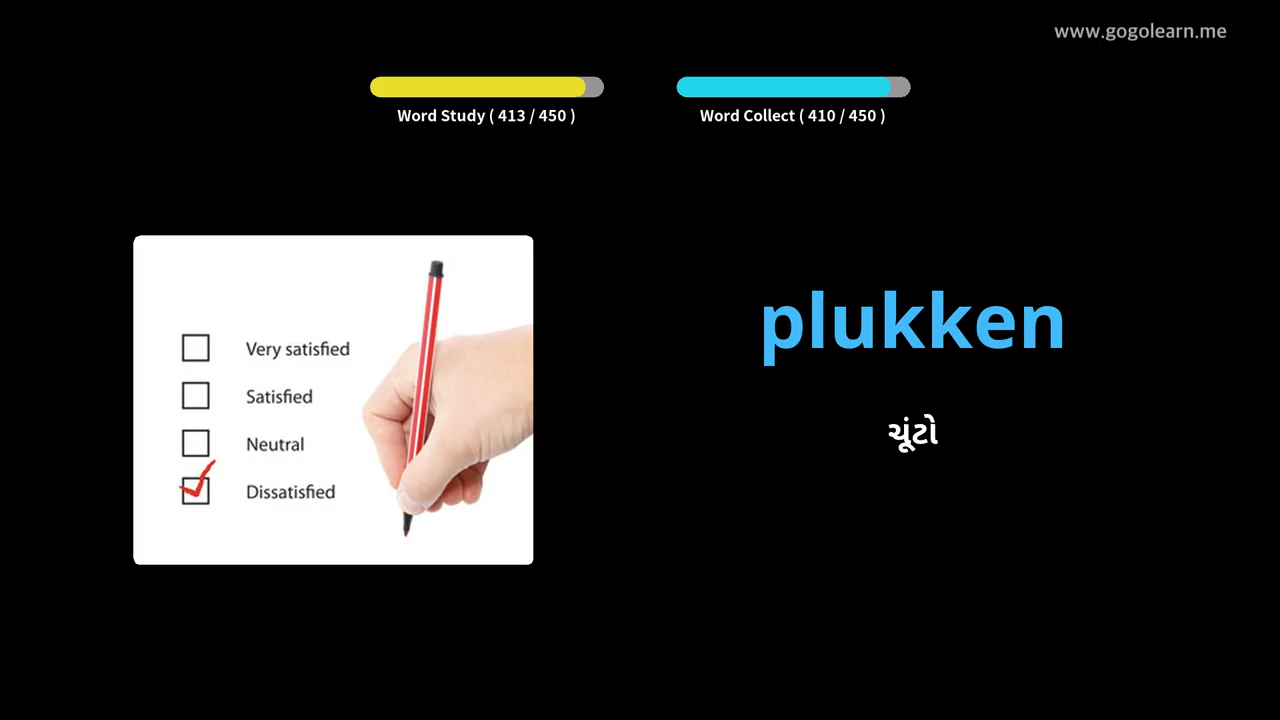 www.gogolearn.me
Word Study ( 413 / 450 )
Word Collect ( 410 / 450 )
Very satisfied
Satisfied
Neutral
Dissatisfied
plukken
ચૂંટો